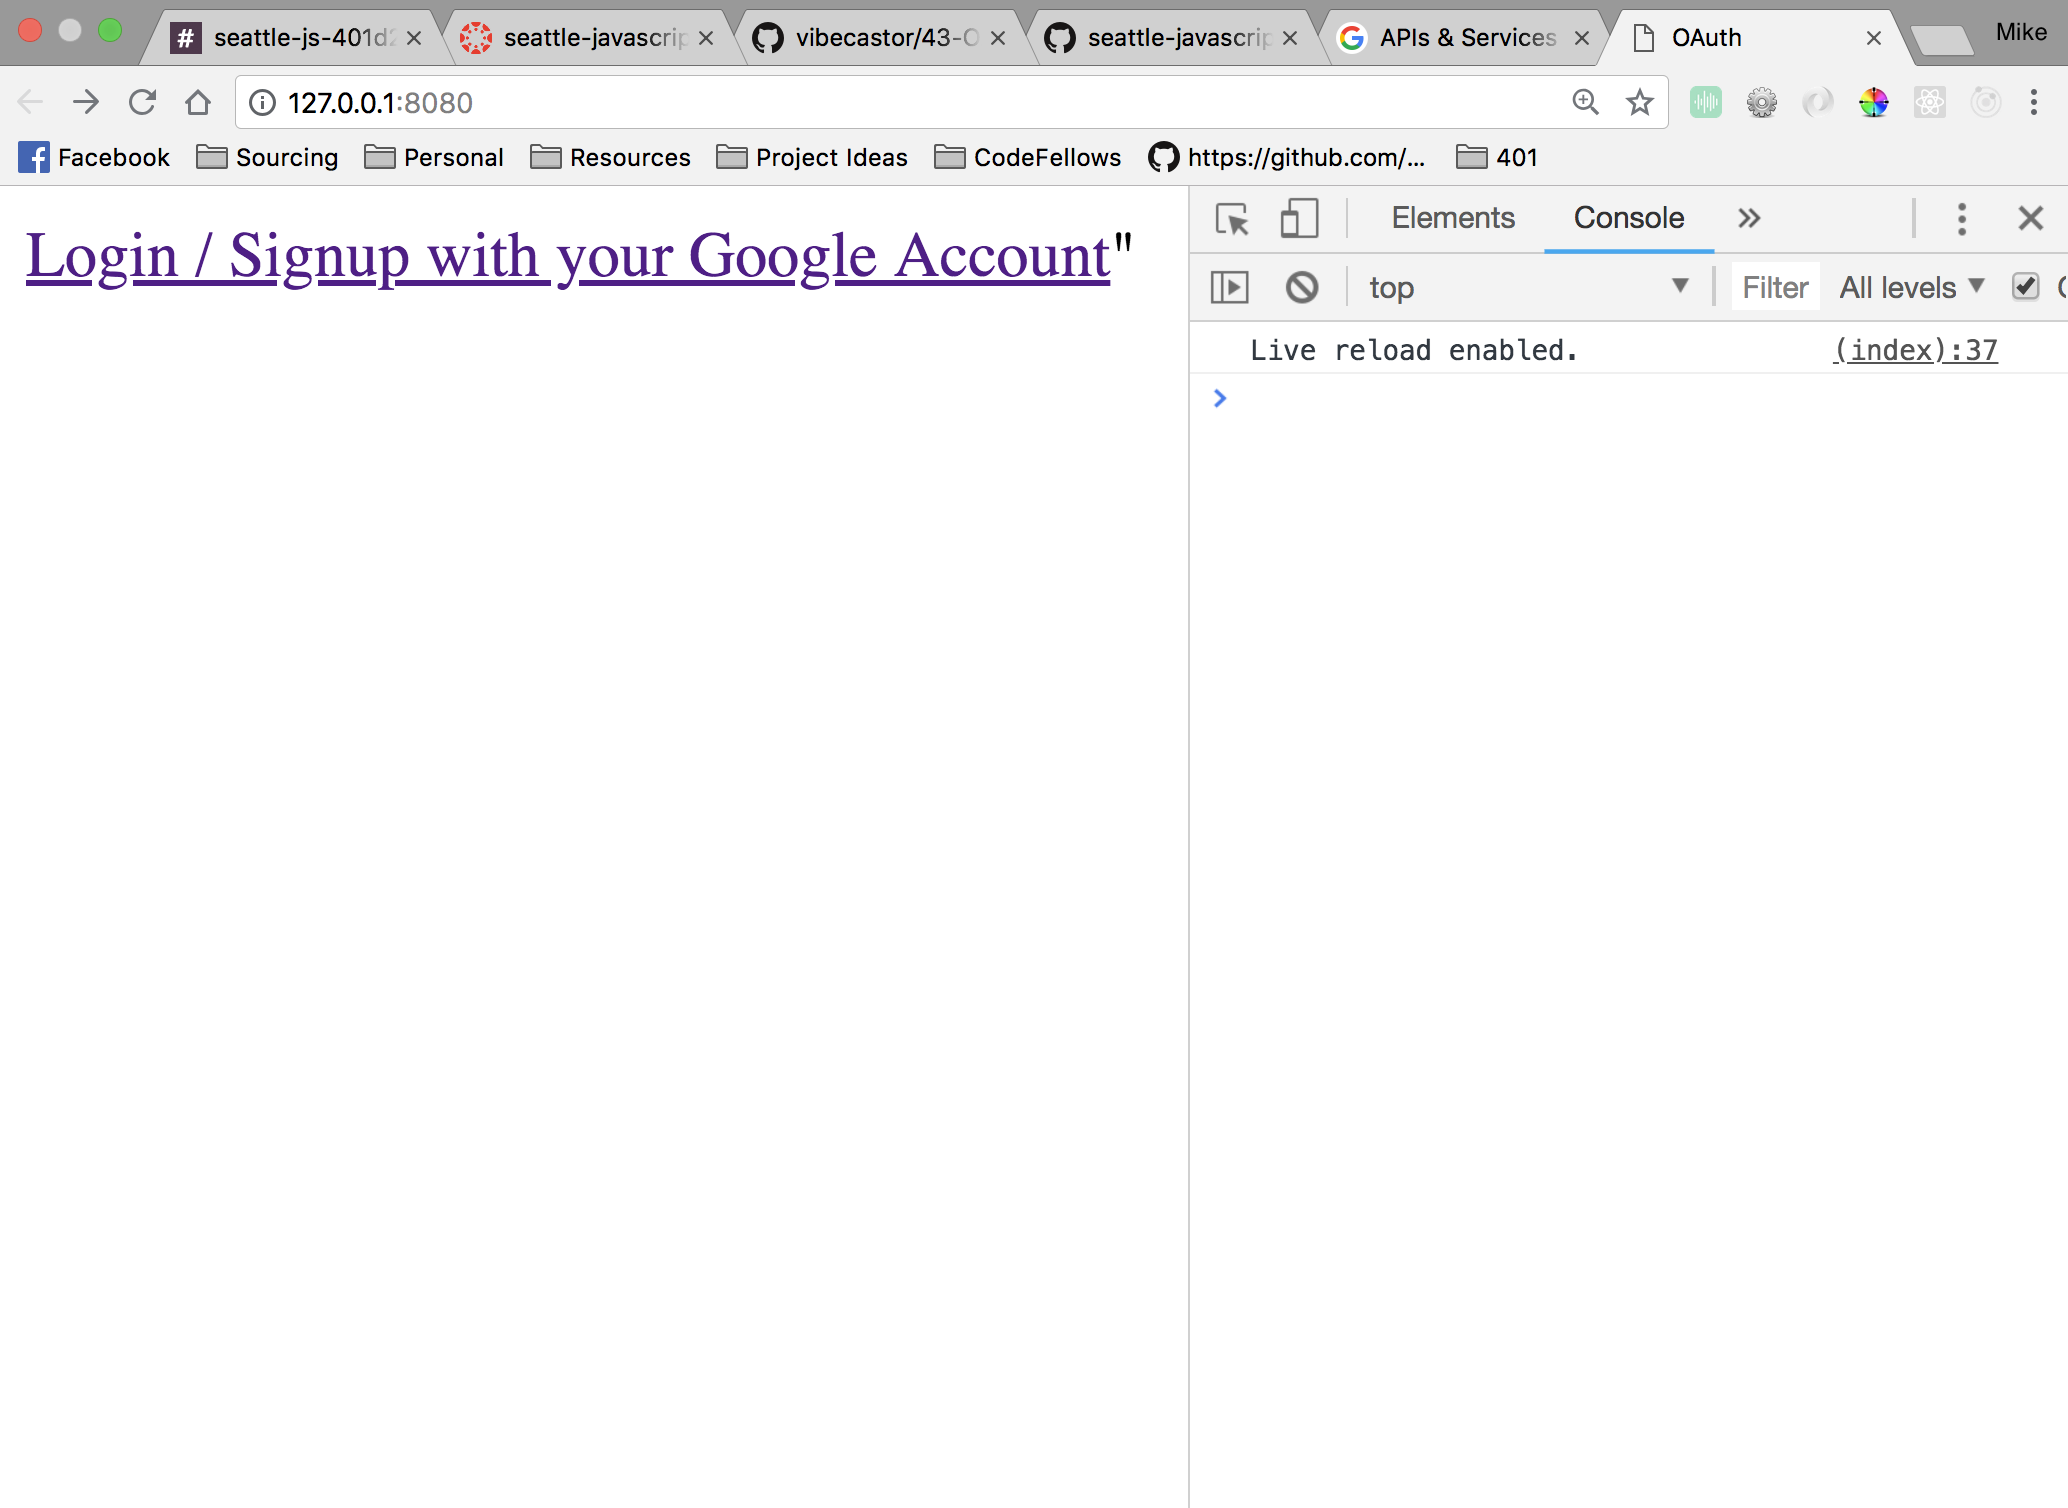 # seattle-js-401d2 seattle-javascrip vibecastor/43-O seattle-javascrip APIs & Services OAuth Mike
127.0.0.1:8080
Facebook Sourcing Personal Resources Project Ideas CodeFellows https://github.com/... 401
Login / Signup with your Google Account"
Elements Console
top Filter All levels
Live reload enabled. (index):37